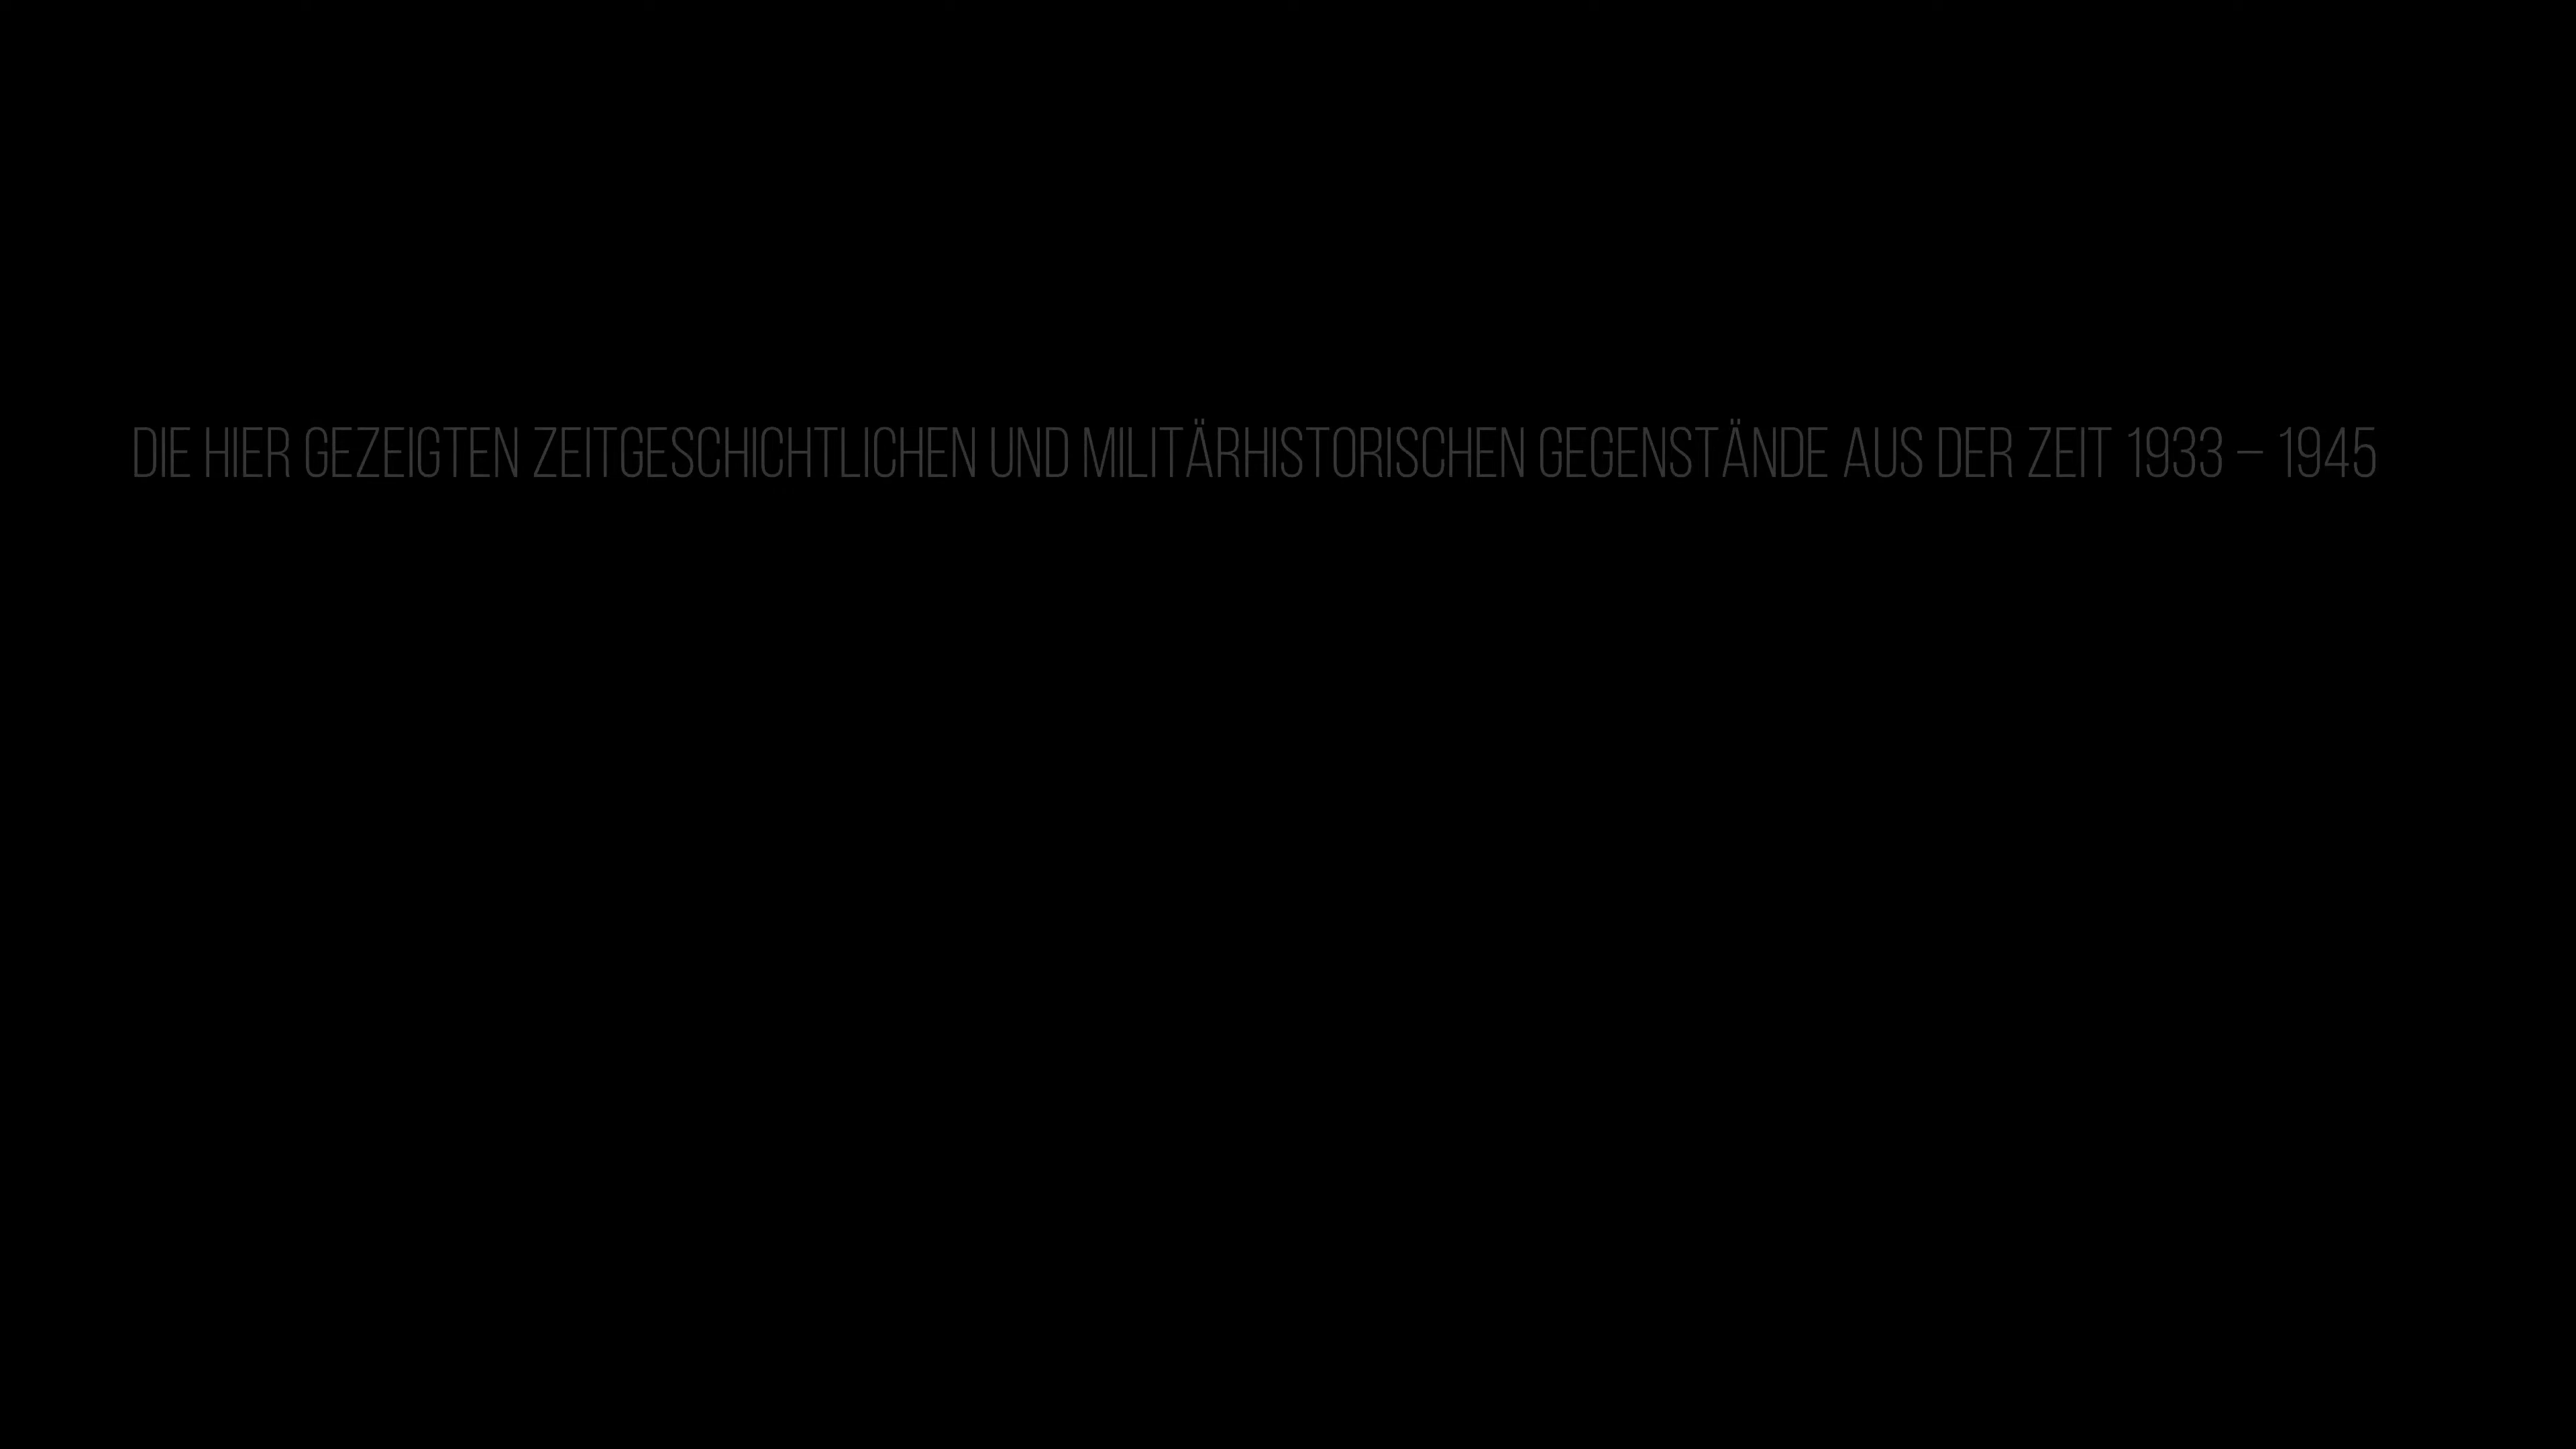 DIE HIER GEZEIGTEN ZEITGESCHICHTLICHEN UND MILITÄRHISTORISCHEN GEGENSTÄNDE AUS DER ZEIT 1933 – 1945